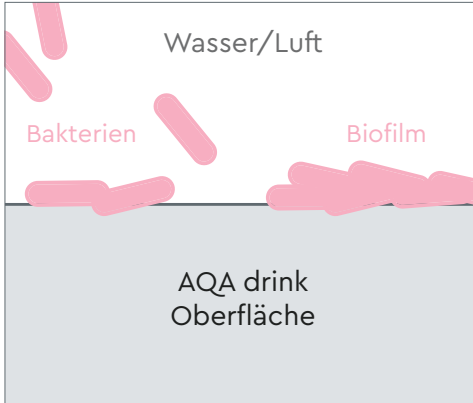 Wasser/Luft
Bakterien
Biofilm
AQA drink
Oberfläche